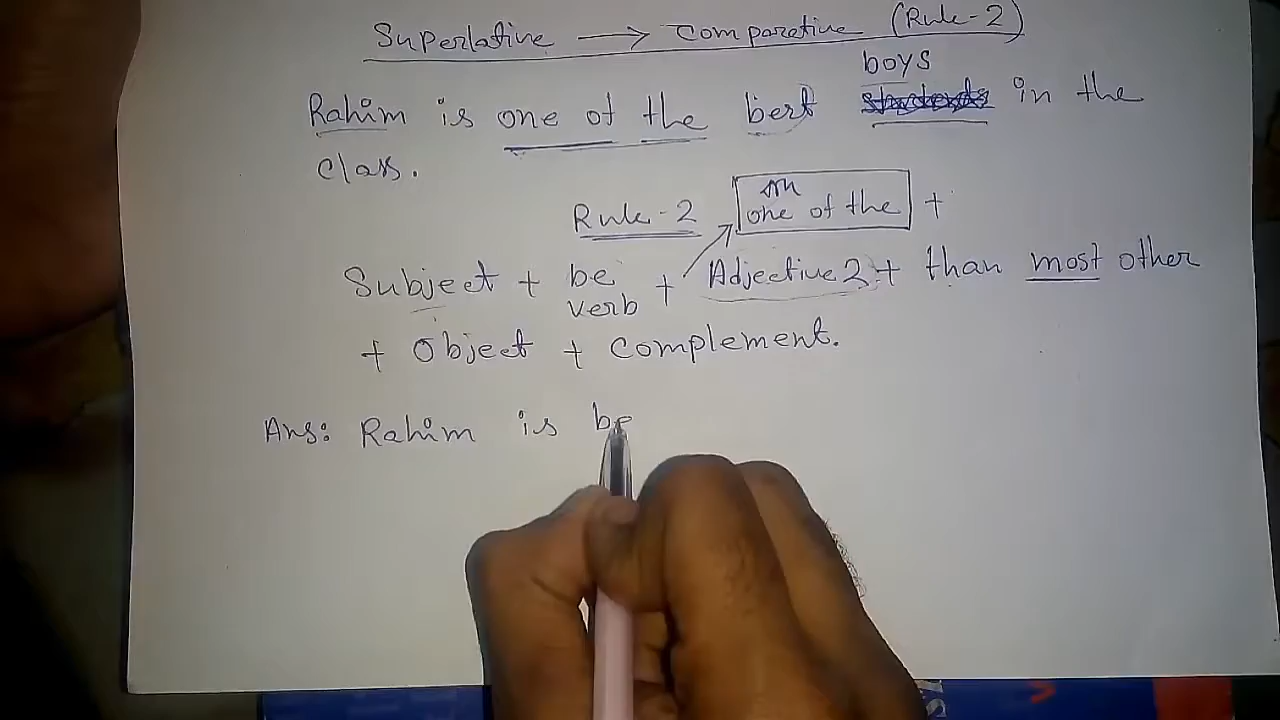 Superlative → Comparative (Rule-2)
boys
Rahim is one of the best students in the
class.
Rule-2 one of the +
Subject + be verb + Adjective 2 + than most other
+ Object + Complement.
Ans: Rahim is be